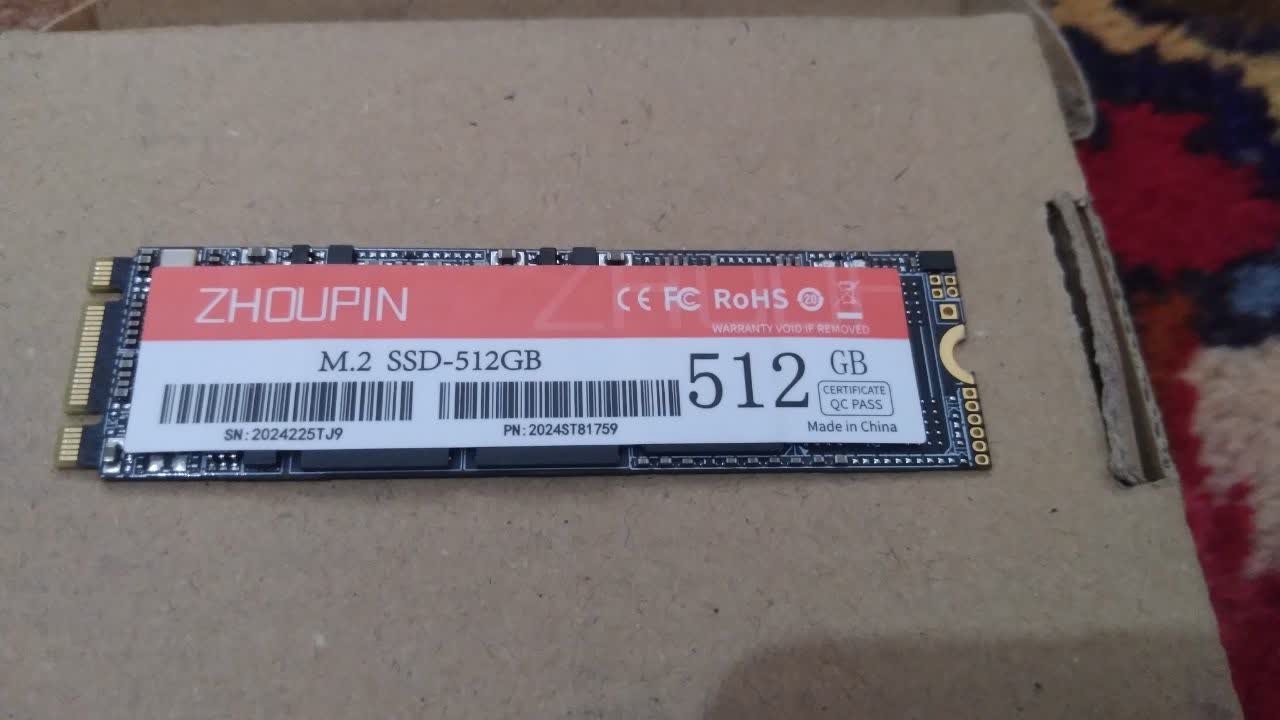 ZHOUPIN
CE FC RoHS 20
WARRANTY VOID IF REMOVED
M.2 SSD-512GB
512 GB
CERTIFICATE
QC PASS
SN:2024225TJ9
PN:2024ST81759
Made in China